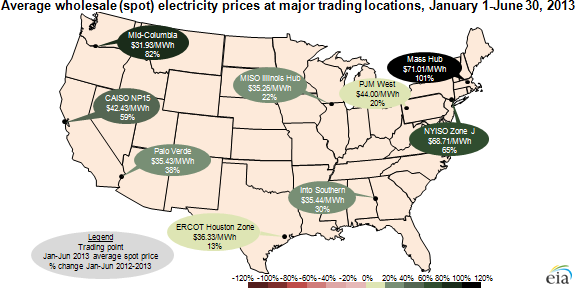 Average wholesale (spot) electricity prices at major trading locations, January 1-June 30, 2013
Mid-Columbia
$31.93/MWh
82%
Mass Hub
$71.01/MWh
101%
MISO Illinois Hub
$35.26/MWh
22%
PJM West
$44.00/MWh
20%
CAISO NP15
$42.43/MWh
59%
NYISO Zone J
$68.71/MWh
65%
Palo Verde
$35.43/MWh
38%
Into Southern
$35.44/MWh
30%
ERCOT Houston Zone
$36.33/MWh
13%
Legend
Trading point
Jan-Jun 2013 average spot price
% change Jan-Jun 2012-2013
-120% -100% -80% -60% -40% -20% 0% 20% 40% 60% 80% 100% 120%
eia